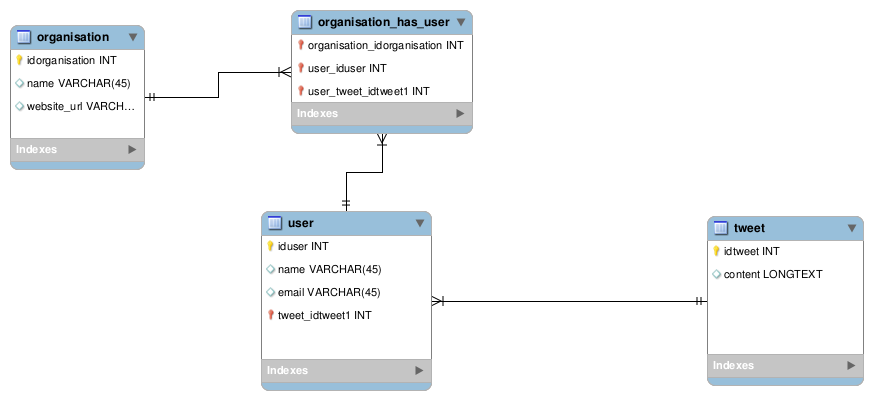 organisation
idorganisation INT
name VARCHAR(45)
website_url VARCH...
Indexes
organisation_has_user
organisation_idorganisation INT
user_iduser INT
user_tweet_idtweet1 INT
Indexes
user
iduser INT
name VARCHAR(45)
email VARCHAR(45)
tweet_idtweet1 INT
Indexes
tweet
idtweet INT
content LONGTEXT
Indexes